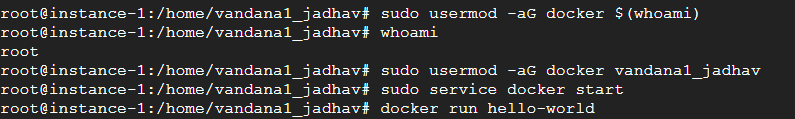 root@instance-1:/home/vandana1_jadhav# sudo usermod -aG docker $(whoami)
root@instance-1:/home/vandana1_jadhav# whoami
root
root@instance-1:/home/vandana1_jadhav# sudo usermod -aG docker vandana1_jadhav
root@instance-1:/home/vandana1_jadhav# sudo service docker start
root@instance-1:/home/vandana1_jadhav# docker run hello-world